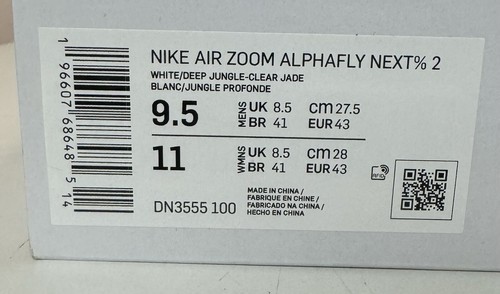 NIKE AIR ZOOM ALPHAFLY NEXT% 2
WHITE/DEEP JUNGLE-CLEAR JADE
BLANC/JUNGLE PROFONDE
9.5 MENS UK 8.5 cm 27.5
BR 41 EUR 43
11 WMNS UK 8.5 cm 28
BR 41 EUR 43
RFID
DN3555 100
MADE IN CHINA /
FABRIQUE EN CHINE /
FABRICADO NA CHINA /
HECHO EN CHINA
1 96607 68648 5 14